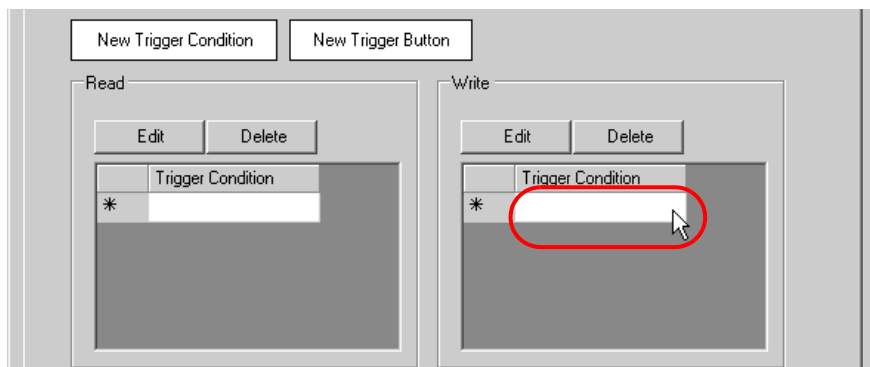 New Trigger Condition New Trigger Button
Read Write
Edit Delete Edit Delete
Trigger Condition Trigger Condition
* *